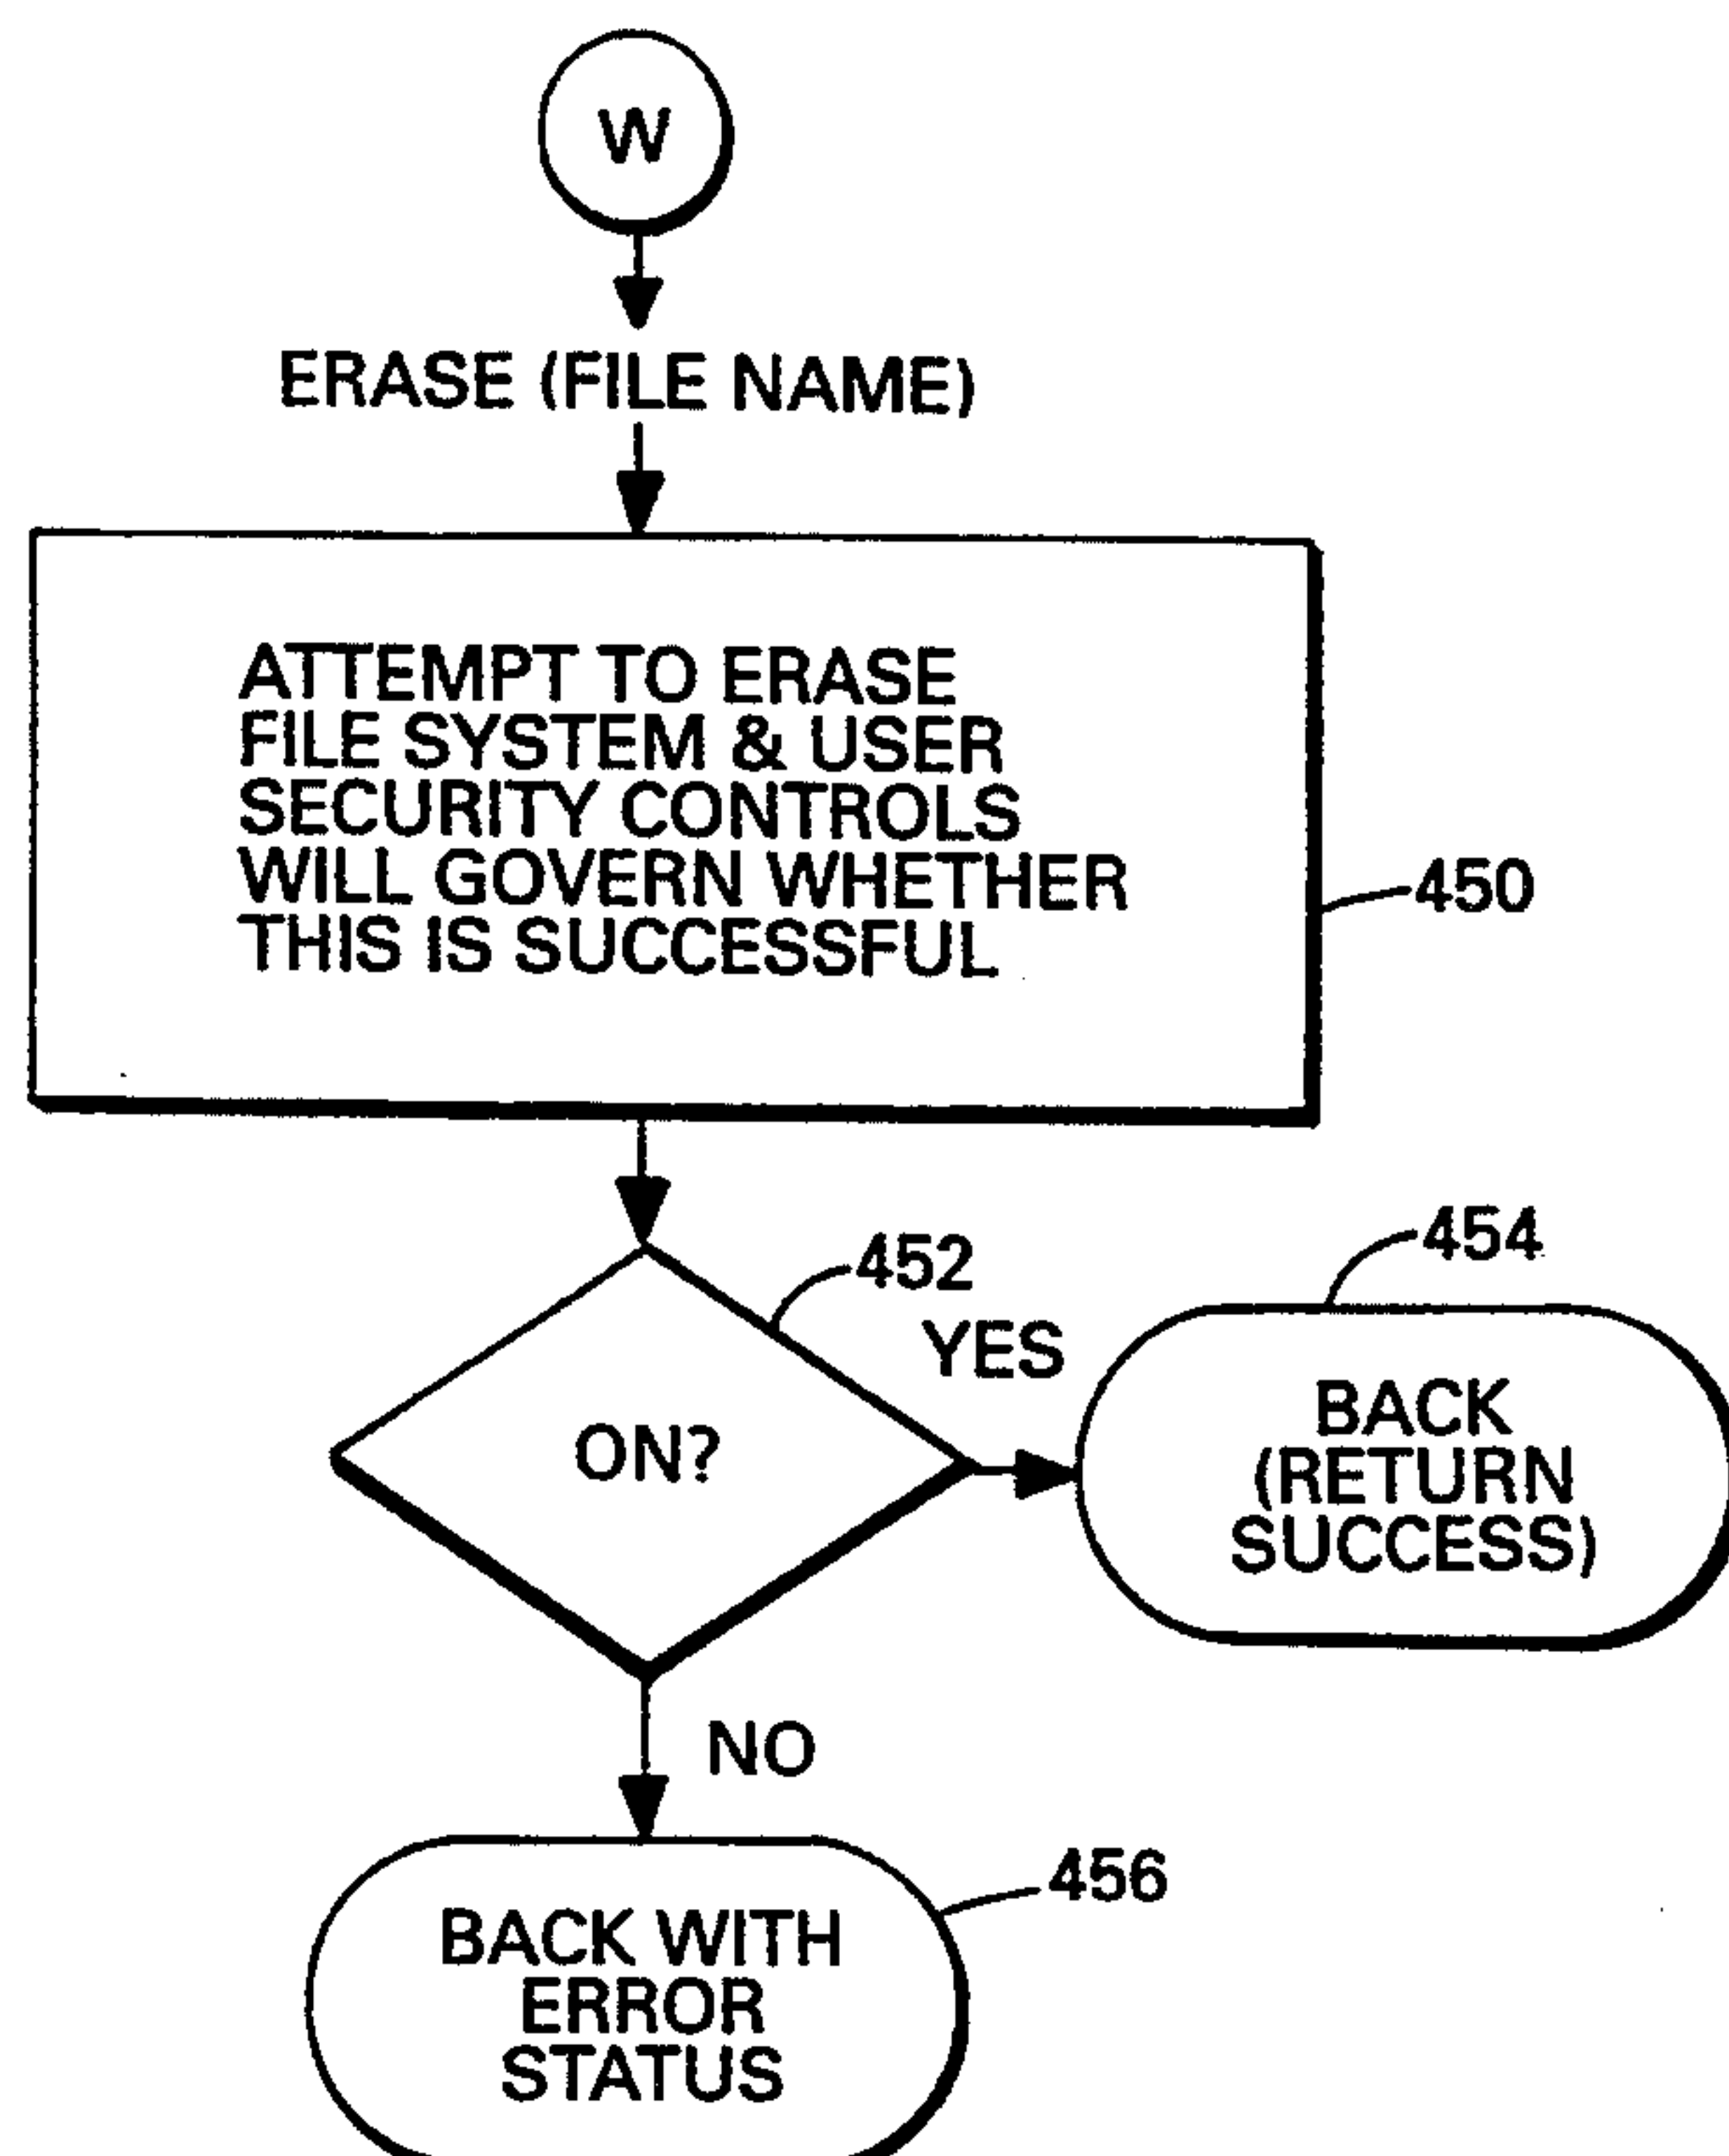 W
ERASE (FILE NAME)
ATTEMPT TO ERASE
FILE SYSTEM & USER
SECURITY CONTROLS
WILL GOVERN WHETHER
THIS IS SUCCESSFUL
450
452
454
YES
ON?
BACK
(RETURN
SUCCESS)
NO
456
BACK WITH
ERROR
STATUS